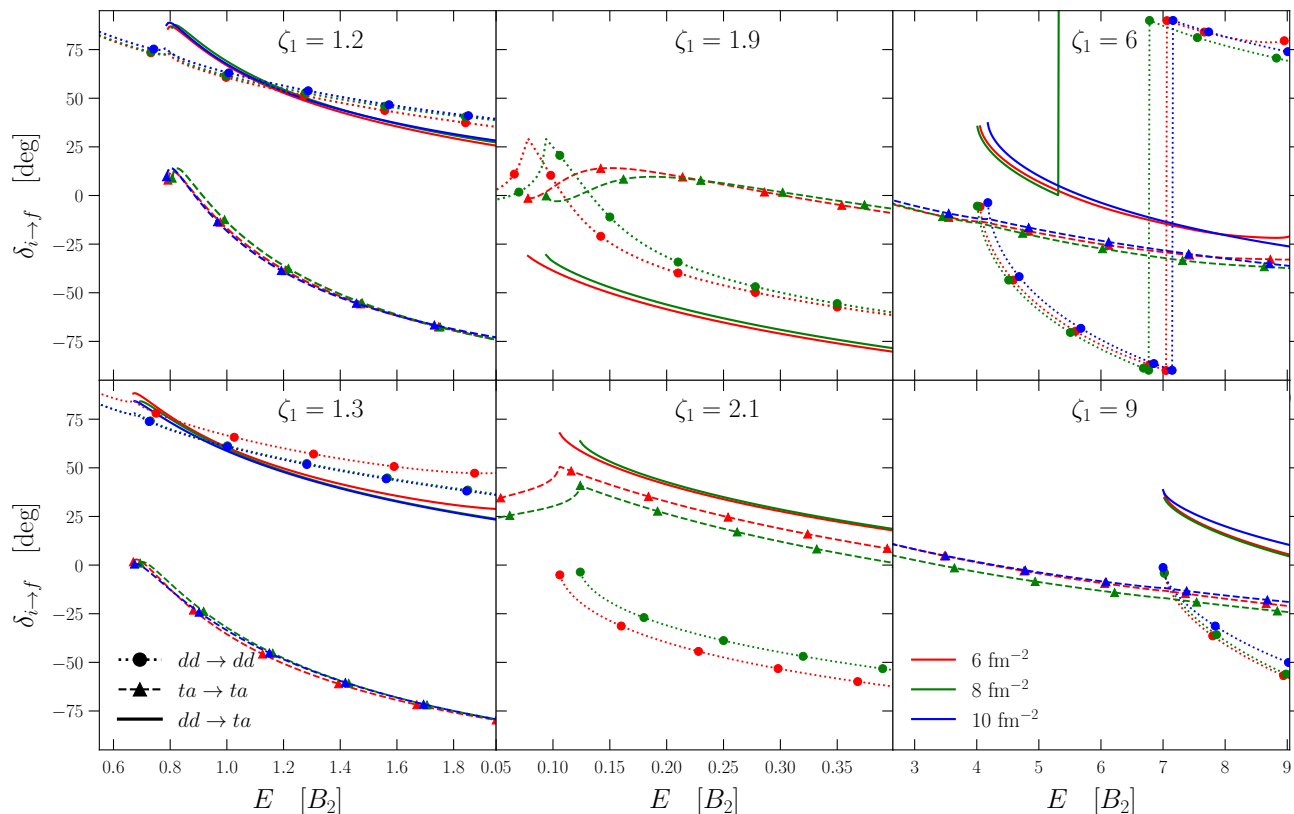 ζ₁ = 1.2
ζ₁ = 1.9
ζ₁ = 6
75
50
25
0
−25
−50
−75
δᵢ→f [deg]
ζ₁ = 1.3
ζ₁ = 2.1
ζ₁ = 9
75
50
25
0
−25
−50
−75
δᵢ→f [deg]
dd → dd
ta → ta
dd → ta
6 fm⁻²
8 fm⁻²
10 fm⁻²
0.6 0.8 1.0 1.2 1.4 1.6 1.8 2.0
0.05 0.10 0.15 0.20 0.25 0.30 0.35
3 4 5 6 7 8 9
E [B₂]
E [B₂]
E [B₂]